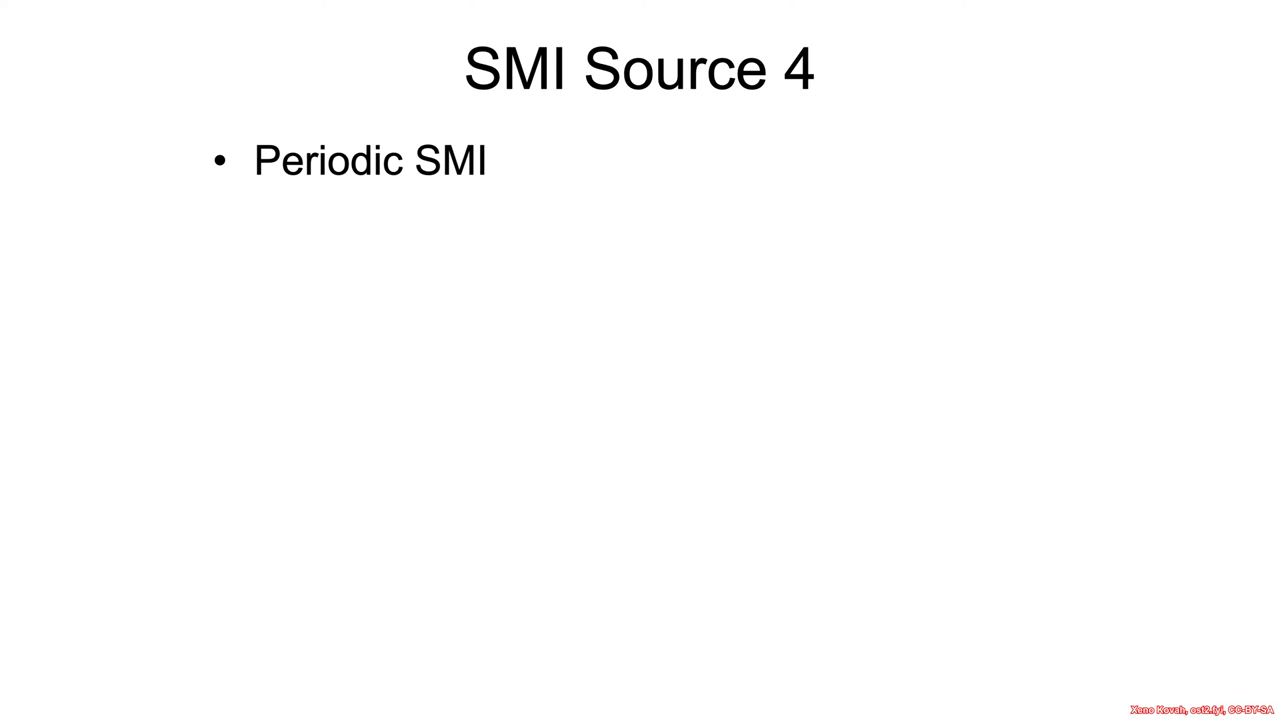 SMI Source 4
• Periodic SMI
Xeno Kovah, ost2.fyi, CC-BY-SA